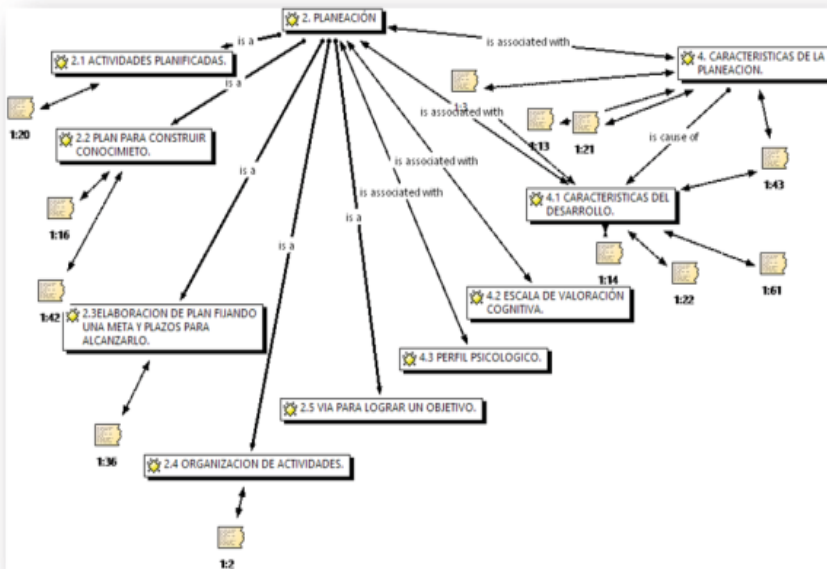 2. PLANEACIÓN
is a
is associated with
2.1 ACTIVIDADES PLANIFICADAS.
4. CARACTERISTICAS DE LA
PLANEACION.
is a
1:3
is associated with
1:20
1:13
1:21
2.2 PLAN PARA CONSTRUIR
CONOCIMIETO.
is cause of
is associated with
1:43
is a
is associated with
4.1 CARACTERISTICAS DEL
DESARROLLO.
1:16
is a
is a
1:14
1:22
1:61
1:42
2.3ELABORACION DE PLAN FIJANDO
UNA META Y PLAZOS PARA
ALCANZARLO.
4.2 ESCALA DE VALORACIÓN
COGNITIVA.
4.3 PERFIL PSICOLOGICO.
2.5 VIA PARA LOGRAR UN OBJETIVO.
1:36
2.4 ORGANIZACION DE ACTIVIDADES.
1:2